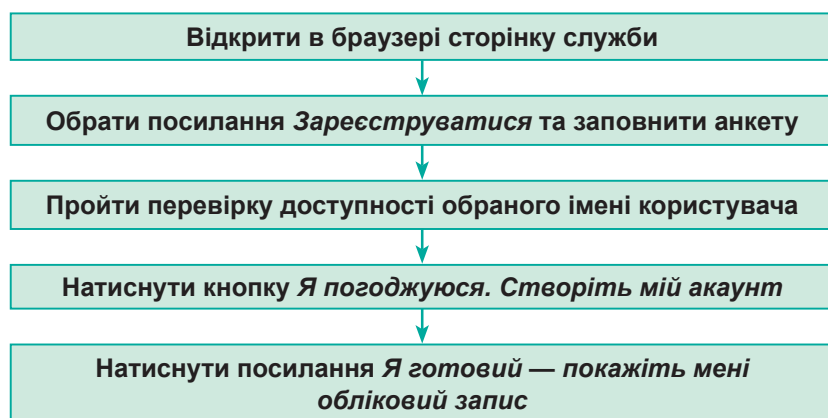 Відкрити в браузері сторінку служби
Обрати посилання Зареєструватися та заповнити анкету
Пройти перевірку доступності обраного імені користувача
Натиснути кнопку Я погоджуюся. Створіть мій акаунт
Натиснути посилання Я готовий — покажіть мені
обліковий запис